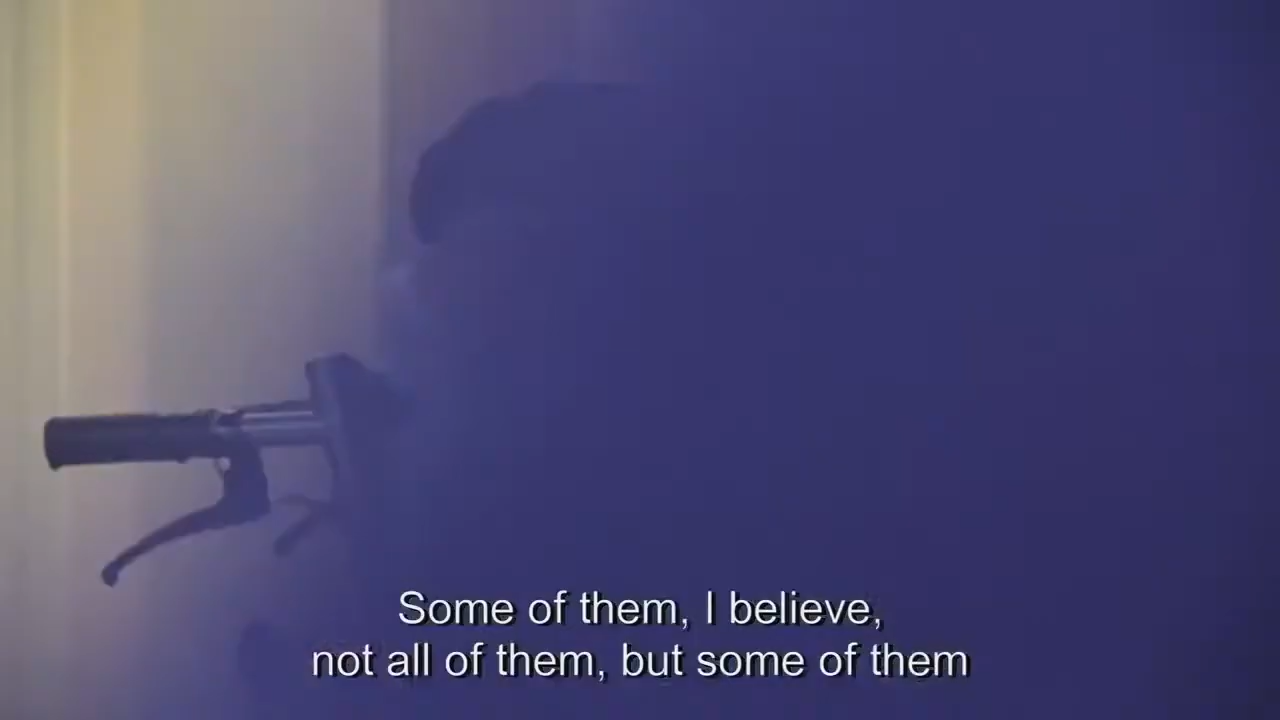 Some of them, I believe,
not all of them, but some of them